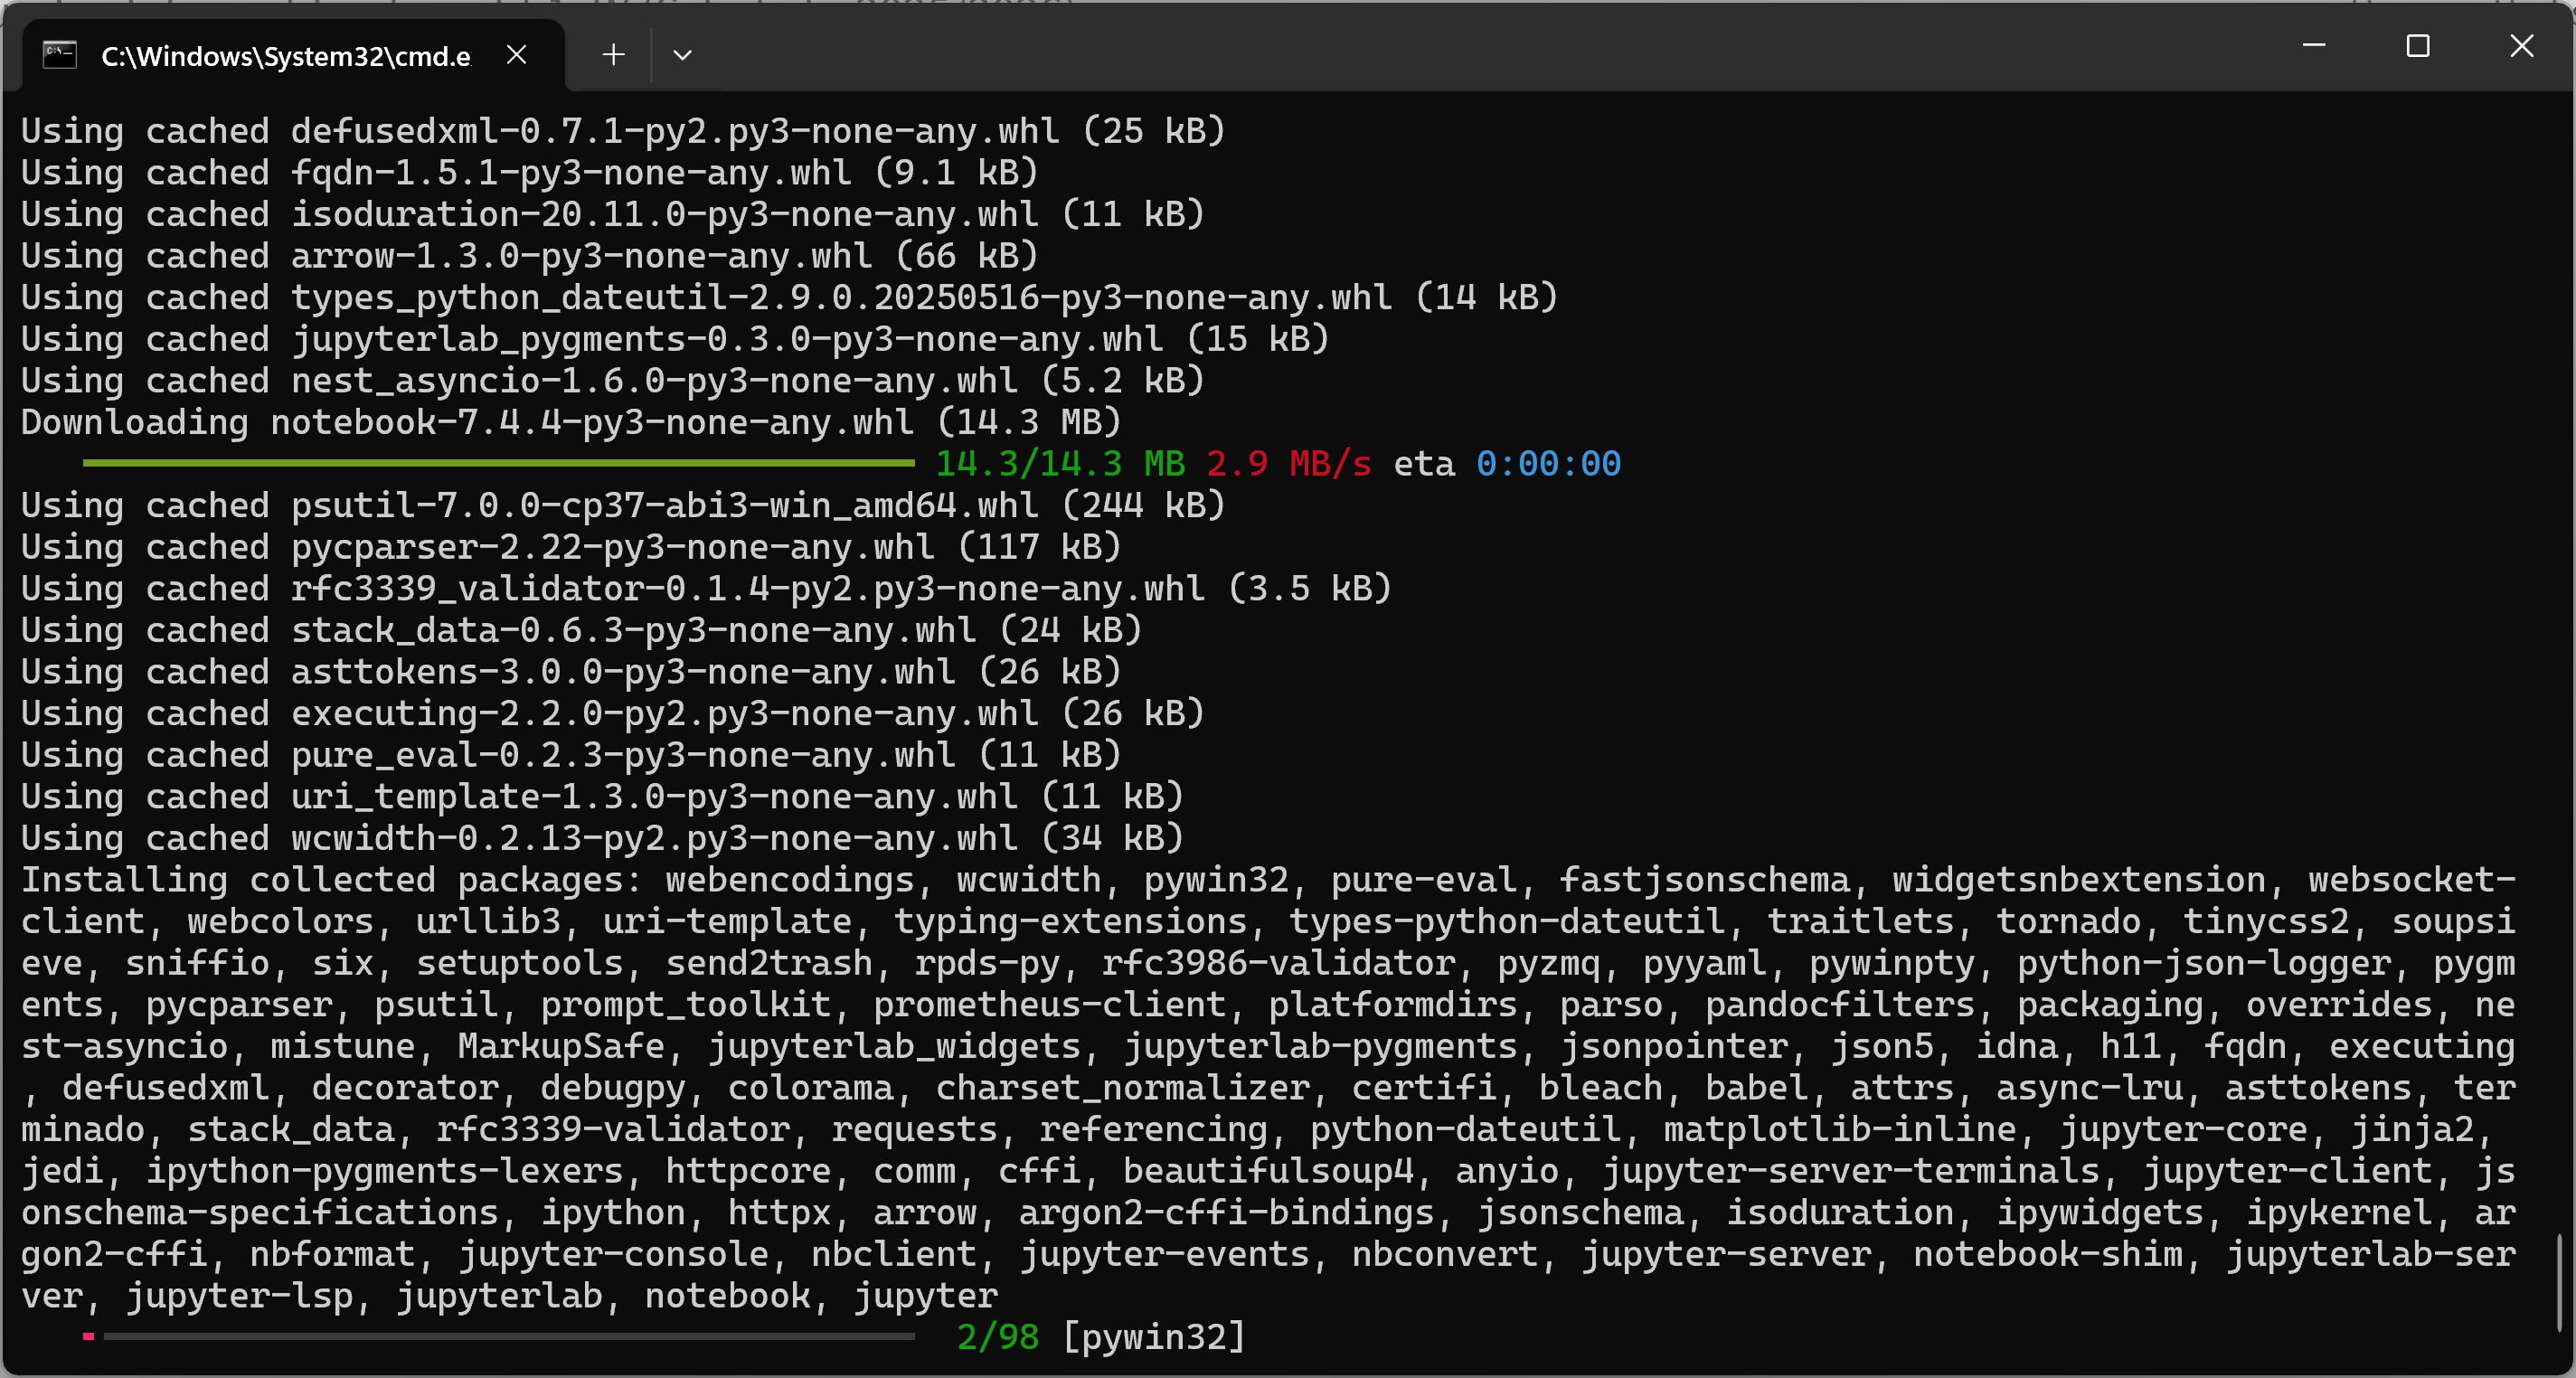 C:\Windows\System32\cmd.e
Using cached defusedxml-0.7.1-py2.py3-none-any.whl (25 kB)
Using cached fqdn-1.5.1-py3-none-any.whl (9.1 kB)
Using cached isoduration-20.11.0-py3-none-any.whl (11 kB)
Using cached arrow-1.3.0-py3-none-any.whl (66 kB)
Using cached types_python_dateutil-2.9.0.20250516-py3-none-any.whl (14 kB)
Using cached jupyterlab_pygments-0.3.0-py3-none-any.whl (15 kB)
Using cached nest_asyncio-1.6.0-py3-none-any.whl (5.2 kB)
Downloading notebook-7.4.4-py3-none-any.whl (14.3 MB)
14.3/14.3 MB 2.9 MB/s eta 0:00:00
Using cached psutil-7.0.0-cp37-abi3-win_amd64.whl (244 kB)
Using cached pycparser-2.22-py3-none-any.whl (117 kB)
Using cached rfc3339_validator-0.1.4-py2.py3-none-any.whl (3.5 kB)
Using cached stack_data-0.6.3-py3-none-any.whl (24 kB)
Using cached asttokens-3.0.0-py3-none-any.whl (26 kB)
Using cached executing-2.2.0-py2.py3-none-any.whl (26 kB)
Using cached pure_eval-0.2.3-py3-none-any.whl (11 kB)
Using cached uri_template-1.3.0-py3-none-any.whl (11 kB)
Using cached wcwidth-0.2.13-py2.py3-none-any.whl (34 kB)
Installing collected packages: webencodings, wcwidth, pywin32, pure-eval, fastjsonschema, widgetsnbextension, websocket-
client, webcolors, urllib3, uri-template, typing-extensions, types-python-dateutil, traitlets, tornado, tinycss2, soupsi
eve, sniffio, six, setuptools, send2trash, rpds-py, rfc3986-validator, pyzmq, pyyaml, pywinpty, python-json-logger, pygm
ents, pycparser, psutil, prompt_toolkit, prometheus-client, platformdirs, parso, pandocfilters, packaging, overrides, ne
st-asyncio, mistune, MarkupSafe, jupyterlab_widgets, jupyterlab-pygments, jsonpointer, json5, idna, h11, fqdn, executing
, defusedxml, decorator, debugpy, colorama, charset_normalizer, certifi, bleach, babel, attrs, async-lru, asttokens, ter
minado, stack_data, rfc3339-validator, requests, referencing, python-dateutil, matplotlib-inline, jupyter-core, jinja2,
jedi, ipython-pygments-lexers, httpcore, comm, cffi, beautifulsoup4, anyio, jupyter-server-terminals, jupyter-client, js
onschema-specifications, ipython, httpx, arrow, argon2-cffi-bindings, jsonschema, isoduration, ipywidgets, ipykernel, ar
gon2-cffi, nbformat, jupyter-console, nbclient, jupyter-events, nbconvert, jupyter-server, notebook-shim, jupyterlab-ser
ver, jupyter-lsp, jupyterlab, notebook, jupyter
2/98 [pywin32]